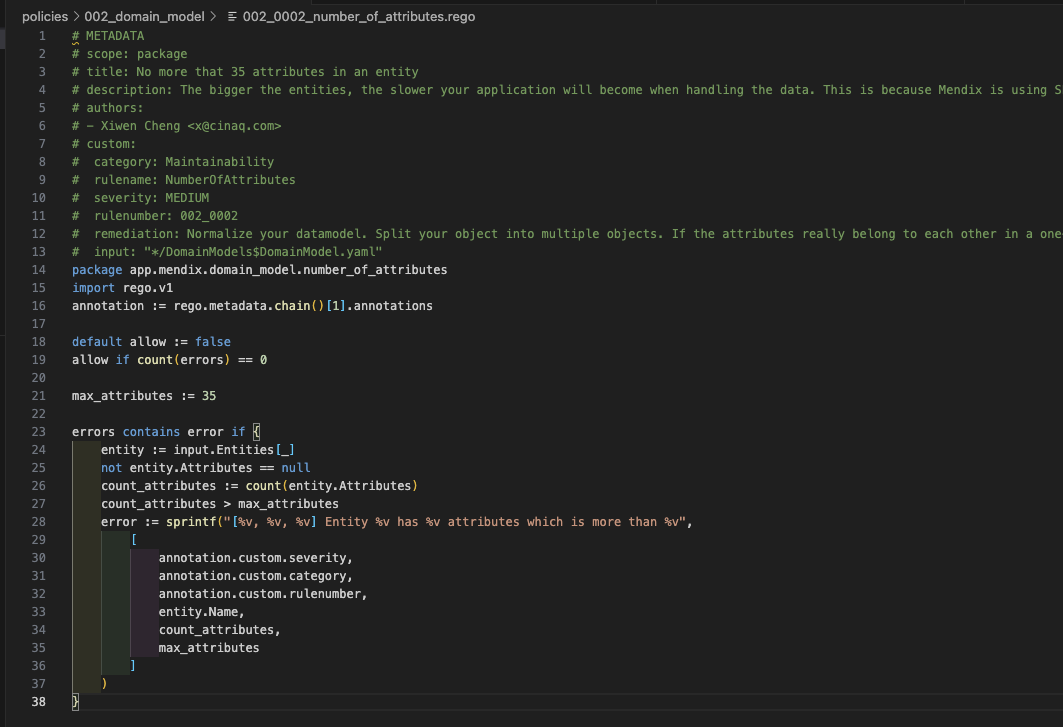 policies > 002_domain_model > 002_0002_number_of_attributes.rego
1 # METADATA
2 # scope: package
3 # title: No more that 35 attributes in an entity
4 # description: The bigger the entities, the slower your application will become when handling the data. This is because Mendix is using S
5 # authors:
6 # - Xiwen Cheng <x@cinaq.com>
7 # custom:
8 #  category: Maintainability
9 #  rulename: NumberOfAttributes
10 #  severity: MEDIUM
11 #  rulenumber: 002_0002
12 #  remediation: Normalize your datamodel. Split your object into multiple objects. If the attributes really belong to each other in a one
13 #  input: "*/DomainModels$DomainModel.yaml"
14 package app.mendix.domain_model.number_of_attributes
15 import rego.v1
16 annotation := rego.metadata.chain()[1].annotations
17
18 default allow := false
19 allow if count(errors) == 0
20
21 max_attributes := 35
22
23 errors contains error if {
24     entity := input.Entities[_]
25     not entity.Attributes == null
26     count_attributes := count(entity.Attributes)
27     count_attributes > max_attributes
28     error := sprintf("[%v, %v, %v] Entity %v has %v attributes which is more than %v",
29         [
30             annotation.custom.severity,
31             annotation.custom.category,
32             annotation.custom.rulenumber,
33             entity.Name,
34             count_attributes,
35             max_attributes
36         ]
37     )
38 }